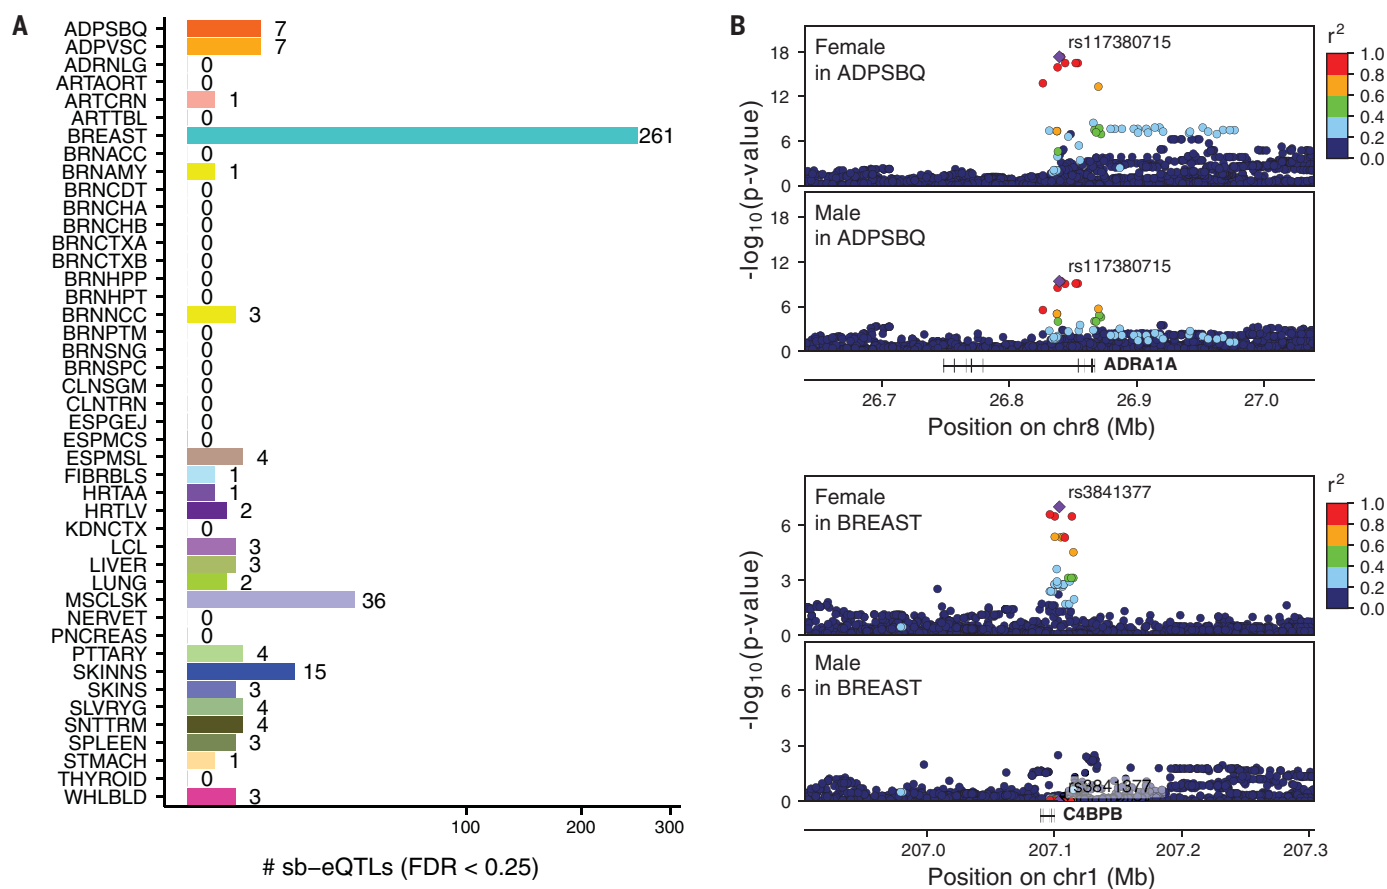 A
ADPSBQ 7
ADPVSC 7
ADRNLG 0
ARTAORT 0
ARTCRN 1
ARTTBL 0
BREAST 261
BRNACC 0
BRNAMY 1
BRNCDT 0
BRNCHA 0
BRNCHB 0
BRNCTXA 0
BRNCTXB 0
BRNHPP 0
BRNHPT 0
BRNNCC 3
BRNPTM 0
BRNSNG 0
BRNSPC 0
CLNSGM 0
CLNTRN 0
ESPGEJ 0
ESPMCS 0
ESPMSL 4
FIBRBLS 1
HRTAA 1
HRTLV 2
KDNCTX 0
LCL 3
LIVER 3
LUNG 2
MSCLSK 36
NERVET 0
PNCREAS 0
PTTARY 4
SKINNS 15
SKINS 3
SLVRYG 4
SNTTRM 4
SPLEEN 3
STMACH 1
THYROID 0
WHLBLD 3
100 200 300
# sb−eQTLs (FDR < 0.25)
B
-log10(p-value)
Female
in ADPSBQ
rs117380715
18
12
6
0
r2
1.0
0.8
0.6
0.4
0.2
0.0
Male
in ADPSBQ
rs117380715
18
12
6
0
ADRA1A
26.7 26.8 26.9 27.0
Position on chr8 (Mb)
-log10(p-value)
Female
in BREAST
rs3841377
6
3
0
r2
1.0
0.8
0.6
0.4
0.2
0.0
Male
in BREAST
rs3841377
6
3
0
C4BPB
207.0 207.1 207.2 207.3
Position on chr1 (Mb)